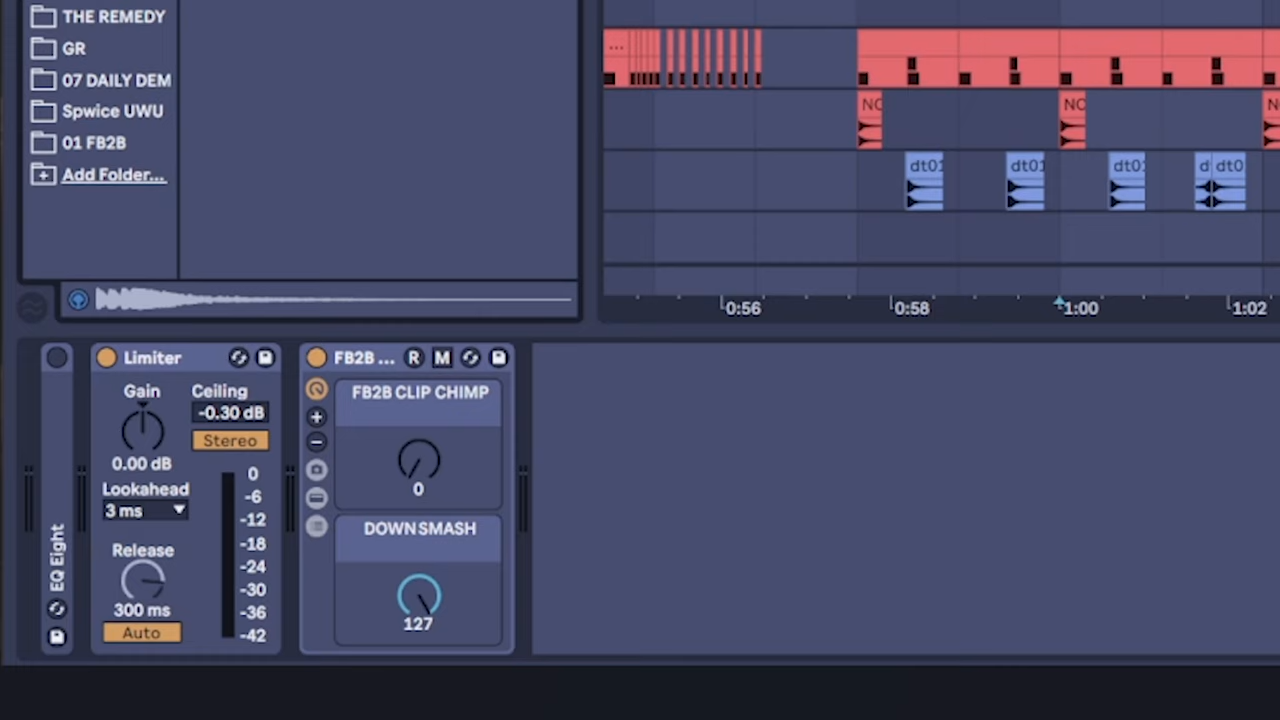 THE REMEDY
GR
07 DAILY DEM
Spwice UWU
01 FB2B
Add Folder...
...
NO
NO
N
dt01
dt01
dt01
d
dt0
0:56
0:58
1:00
1:02
EQ Eight
Limiter
Gain
Ceiling
-0.30 dB
Stereo
0.00 dB
Lookahead
3 ms
Release
300 ms
Auto
0
-6
-12
-18
-24
-30
-36
-42
FB2B ...
R
M
FB2B CLIP CHIMP
0
DOWN SMASH
127